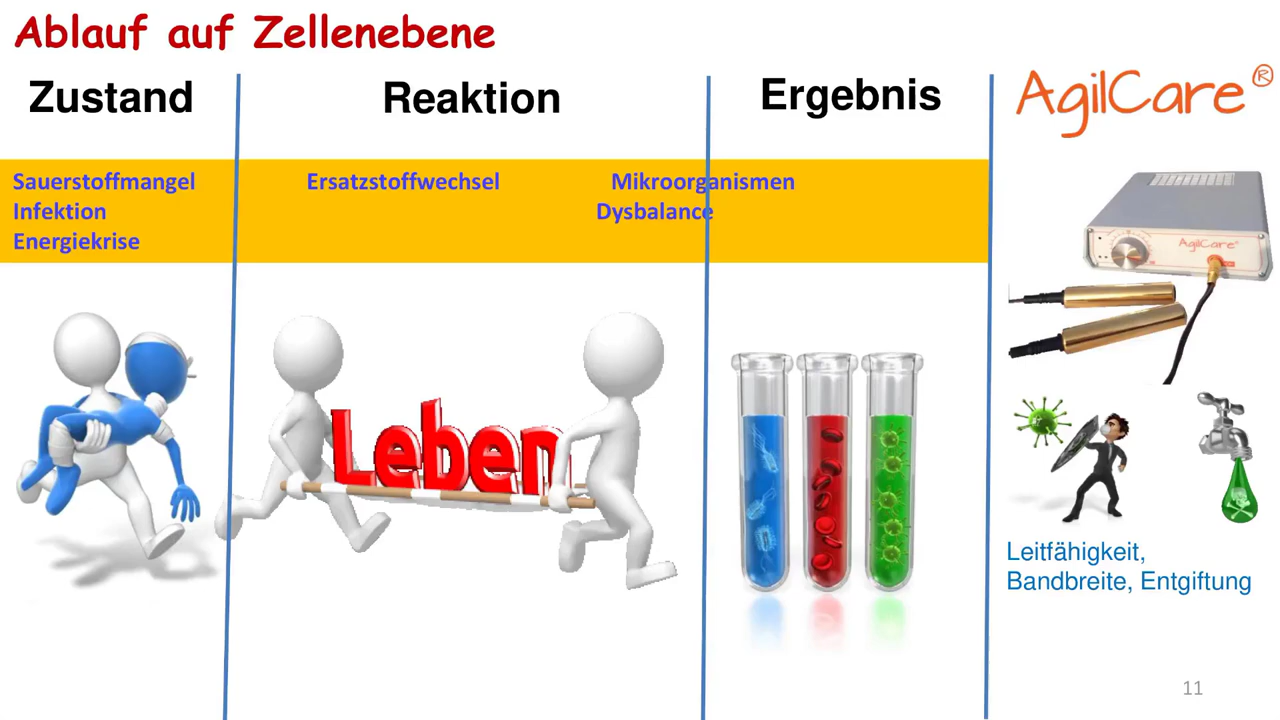 Ablauf auf Zellenebene
Zustand
Reaktion
Ergebnis
AgilCare®
Sauerstoffmangel
Infektion
Energiekrise
Ersatzstoffwechsel
Mikroorganismen
Dysbalance
AgilCare®
Leben
Leitfähigkeit,
Bandbreite, Entgiftung
11